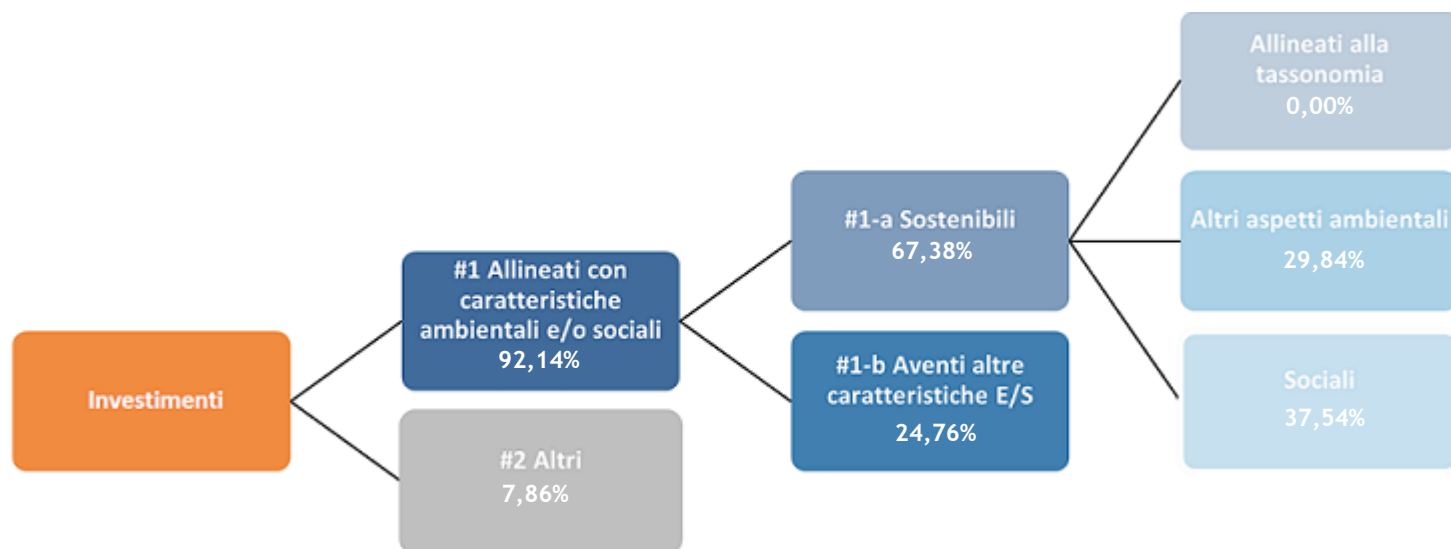 Investimenti
#1 Allineati con
caratteristiche
ambientali e/o sociali
92,14%
#2 Altri
7,86%
#1-a Sostenibili
67,38%
#1-b Aventi altre
caratteristiche E/S
24,76%
Allineati alla
tassonomia
0,00%
Altri aspetti ambientali
29,84%
Sociali
37,54%